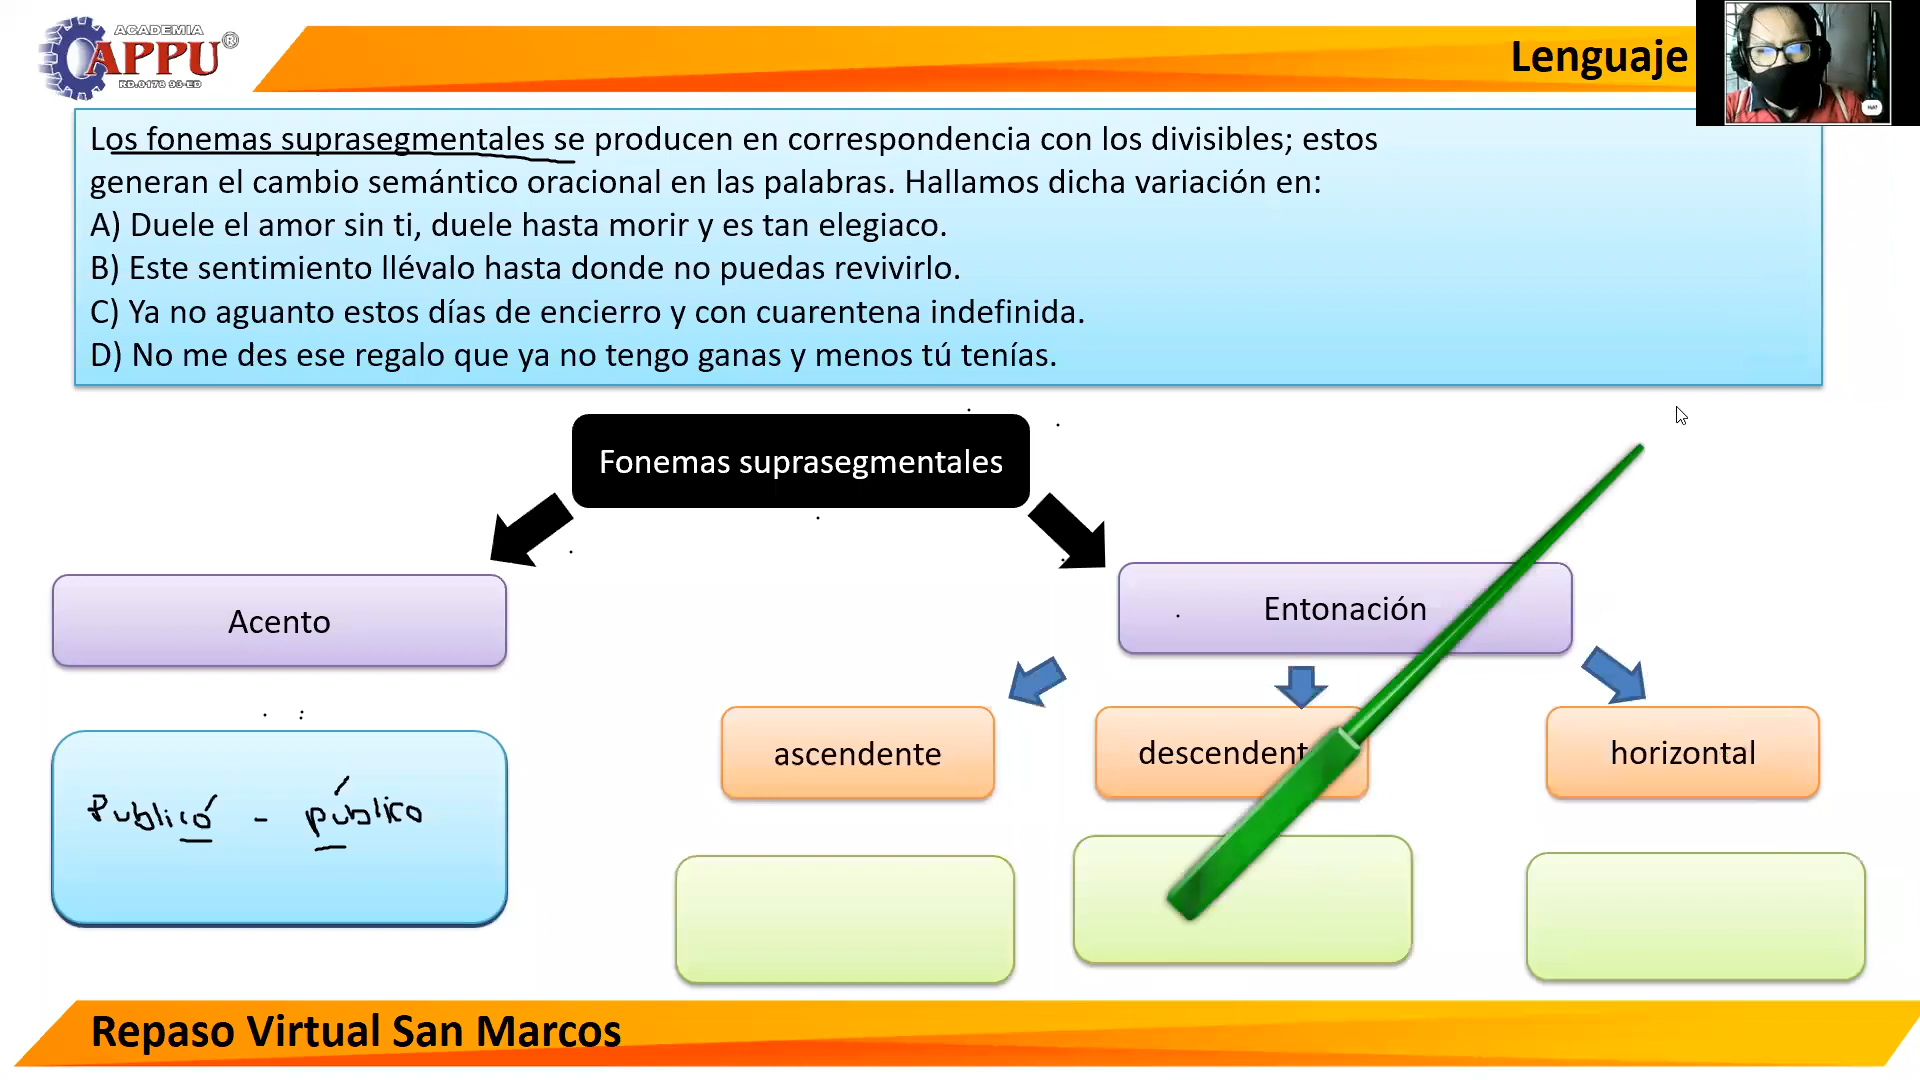 ACADEMIA
APPU®
RD.0178 93-ED
Lenguaje
Los fonemas suprasegmentales se producen en correspondencia con los divisibles; estos
generan el cambio semántico oracional en las palabras. Hallamos dicha variación en:
A) Duele el amor sin ti, duele hasta morir y es tan elegiaco.
B) Este sentimiento llévalo hasta donde no puedas revivirlo.
C) Ya no aguanto estos días de encierro y con cuarentena indefinida.
D) No me des ese regalo que ya no tengo ganas y menos tú tenías.
Fonemas suprasegmentales
Acento
Entonación
ascendente
descendent
horizontal
Publicó - público
Repaso Virtual San Marcos